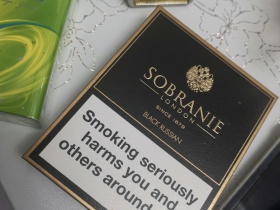 SOBRANIE
LONDON
SINCE 1879
BLACK RUSSIAN
Smoking seriously
harms you and
others around